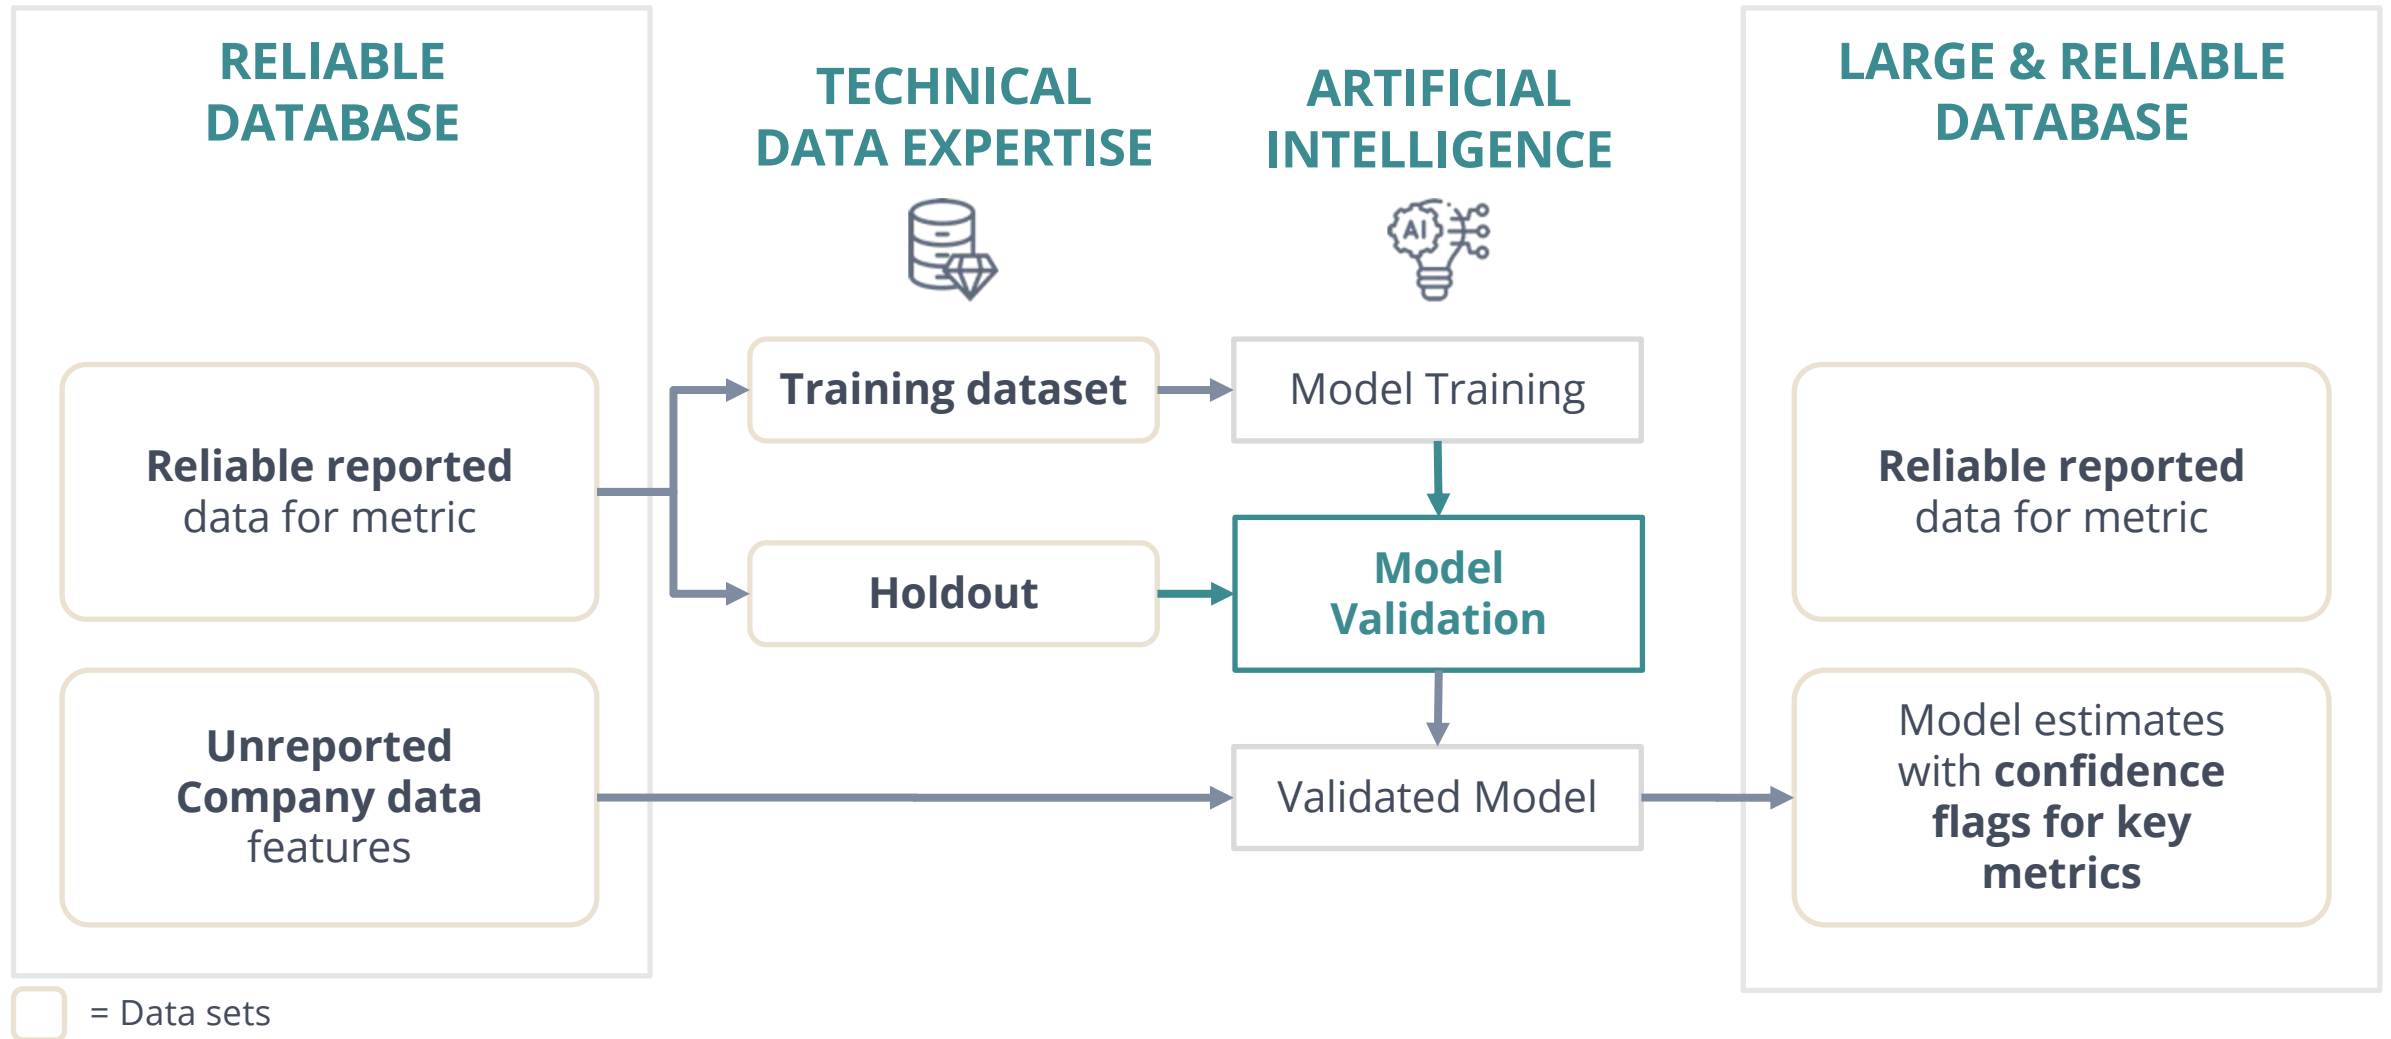 RELIABLE
DATABASE
TECHNICAL
DATA EXPERTISE
ARTIFICIAL
INTELLIGENCE
AI
LARGE & RELIABLE
DATABASE
Reliable reported
data for metric
Unreported
Company data
features
Training dataset
Holdout
Model Training
Model
Validation
Validated Model
Reliable reported
data for metric
Model estimates
with confidence
flags for key
metrics
= Data sets